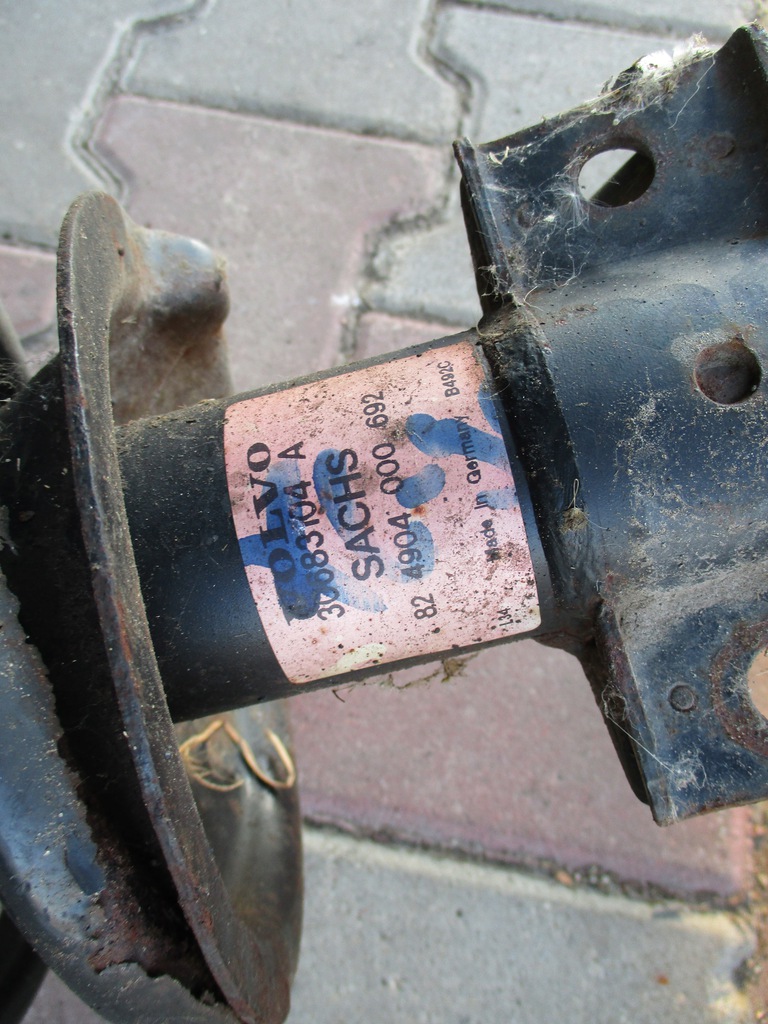 VOLVO
30683104 A
SACHS
82 4904 000 692
Made in Germany B492C